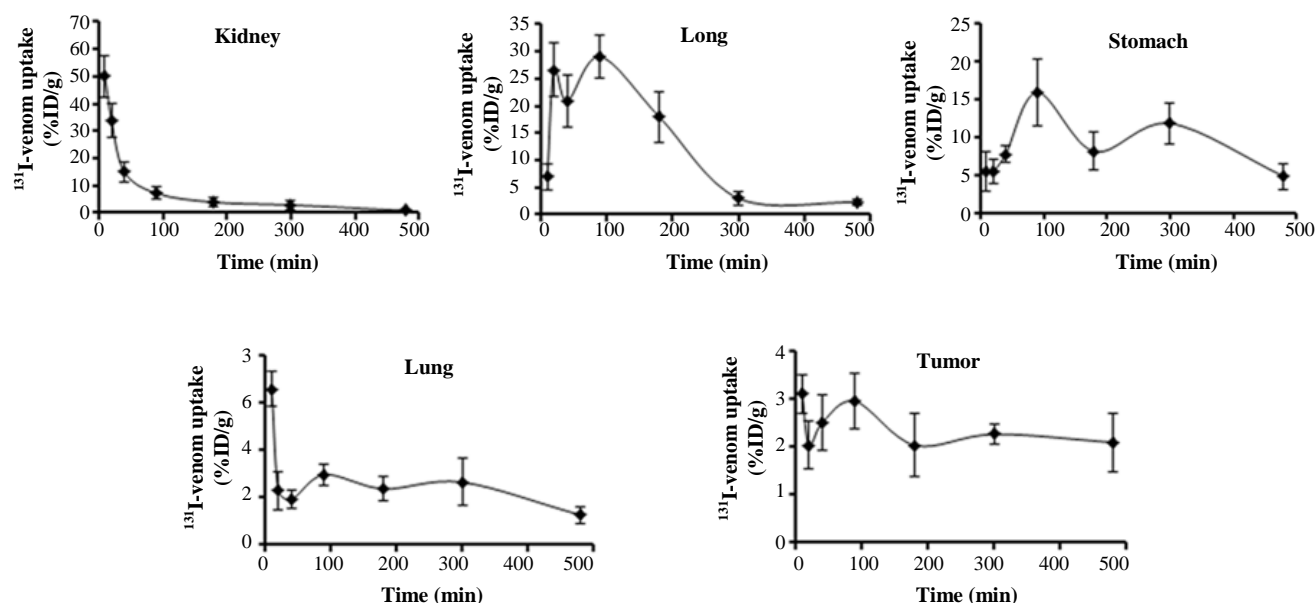 Kidney
¹³¹I-venom uptake
(%ID/g)
70
60
50
40
30
20
10
0
0 100 200 300 400 500
Time (min)
Long
¹³¹I-venom uptake
(%ID/g)
35
30
25
20
15
10
5
0
0 100 200 300 400 500
Time (min)
Stomach
¹³¹I-venom uptake
(%ID/g)
25
20
15
10
5
0
0 100 200 300 400 500
Time (min)
Lung
¹³¹I-venom uptake
(%ID/g)
3
6
4
2
0
0 100 200 300 400 500
Time (min)
Tumor
¹³¹I-venom uptake
(%ID/g)
4
3
2
1
0
0 100 200 300 400 500
Time (min)